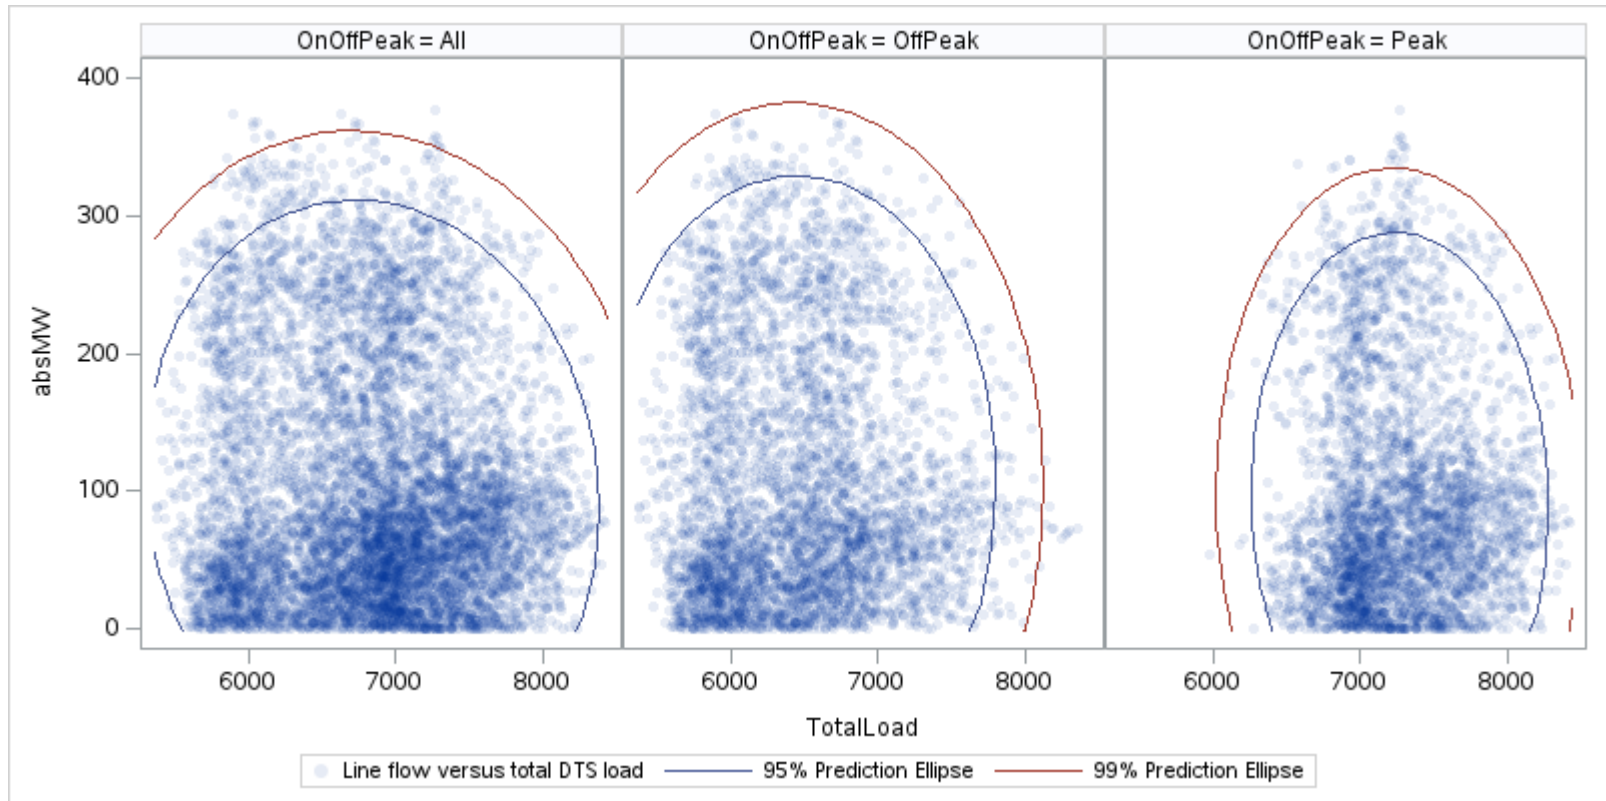 OnOffPeak = All
OnOffPeak = OffPeak
OnOffPeak = Peak
absMW
400
300
200
100
0
6000 7000 8000
6000 7000 8000
6000 7000 8000
TotalLoad
Line flow versus total DTS load
95% Prediction Ellipse
99% Prediction Ellipse